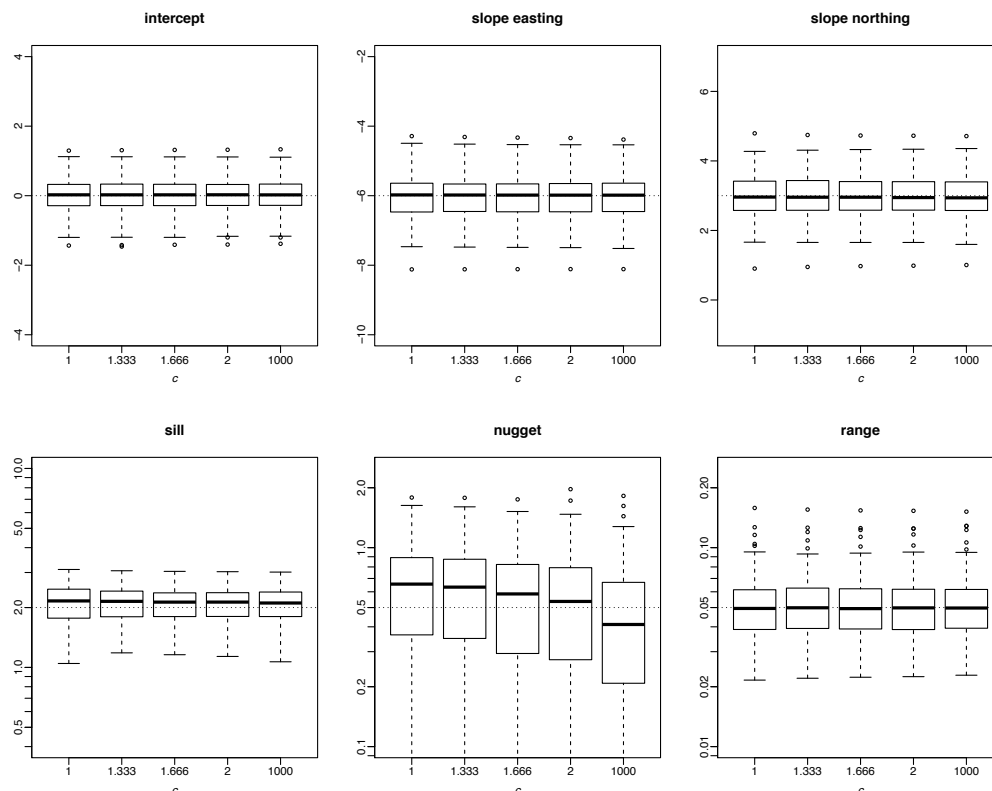 intercept
slope easting
slope northing
4
2
0
−2
−4
1 1.333 1.666 2 1000
c
−2
−4
−6
−8
−10
1 1.333 1.666 2 1000
c
6
4
2
0
1 1.333 1.666 2 1000
c
sill
nugget
range
10.0
5.0
2.0
1.0
0.5
1 1.333 1.666 2 1000
c
2.0
1.0
0.5
0.2
0.1
1 1.333 1.666 2 1000
c
0.20
0.10
0.05
0.02
0.01
1 1.333 1.666 2 1000
c